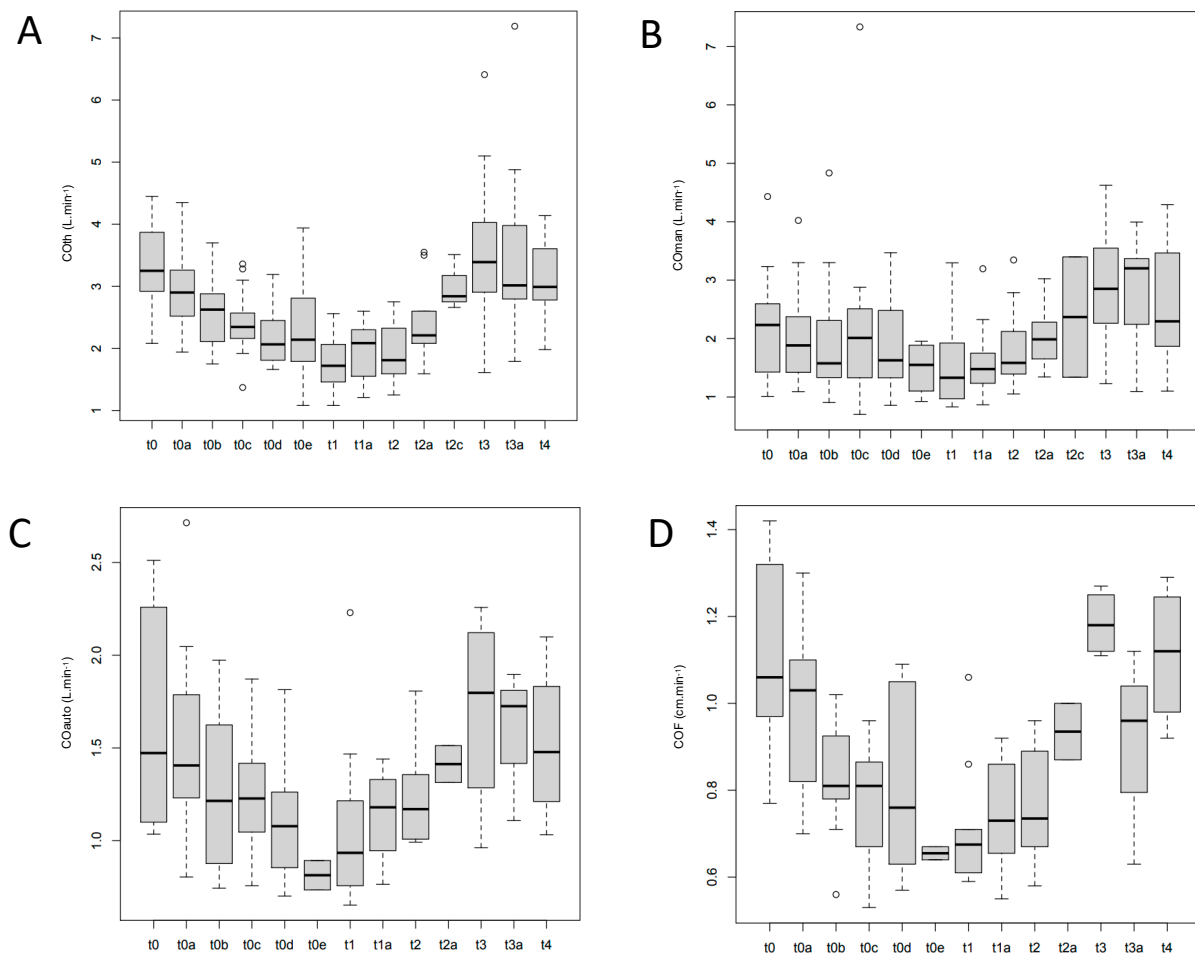 A
COth (L.min-1)
7
6
5
4
3
2
1
t0 t0a t0b t0c t0d t0e t1 t1a t2 t2a t2c t3 t3a t4
B
COman (L.min-1)
7
6
5
4
3
2
1
t0 t0a t0b t0c t0d t0e t1 t1a t2 t2a t2c t3 t3a t4
C
COauto (L.min-1)
2.5
2.0
1.5
1.0
t0 t0a t0b t0c t0d t0e t1 t1a t2 t2a t3 t3a t4
D
COF (cm.min-1)
1.4
1.2
1.0
0.8
0.6
t0 t0a t0b t0c t0d t0e t1 t1a t2 t2a t3 t3a t4